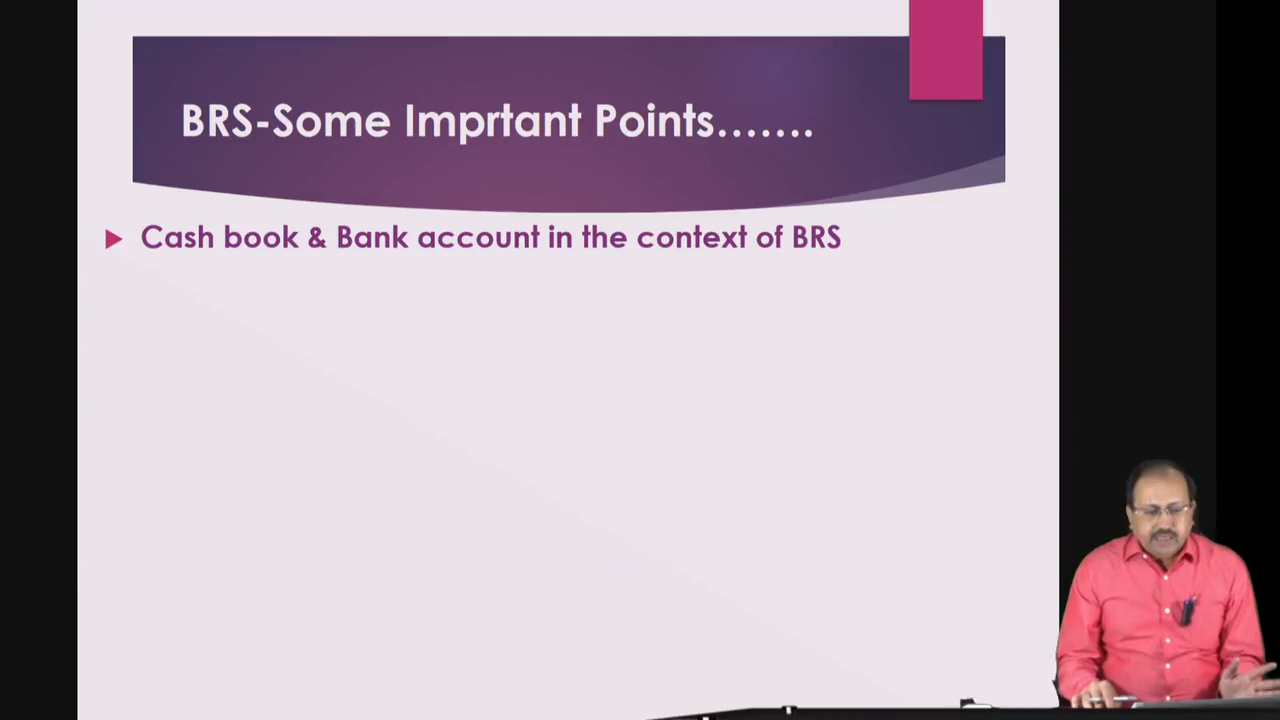 BRS-Some Imprtant Points.......
Cash book & Bank account in the context of BRS